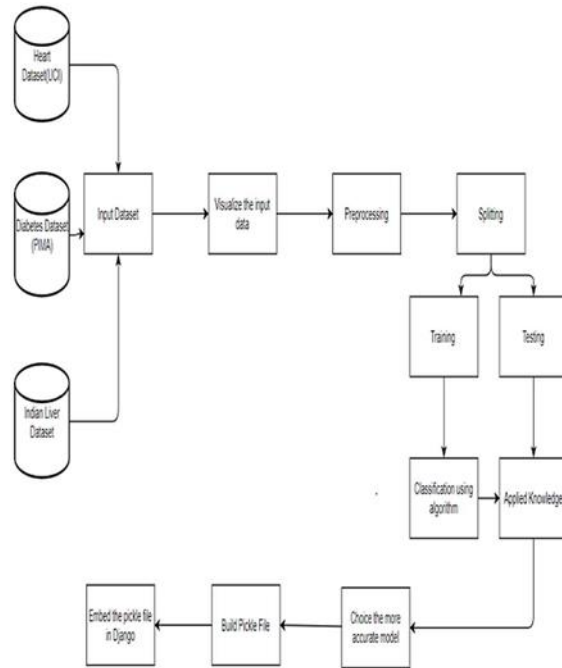 Heart
Dataset(UCI)
Diabetes Dataset
(PIMA)
Indian Liver
Dataset
Input Dataset
Visualize the input
data
Preprocessing
Splitting
Training
Testing
Classification using
algorithm
Applied Knowledge
Choice the more
accurate model
Build Pickle File
Embed the pickle file
in Django